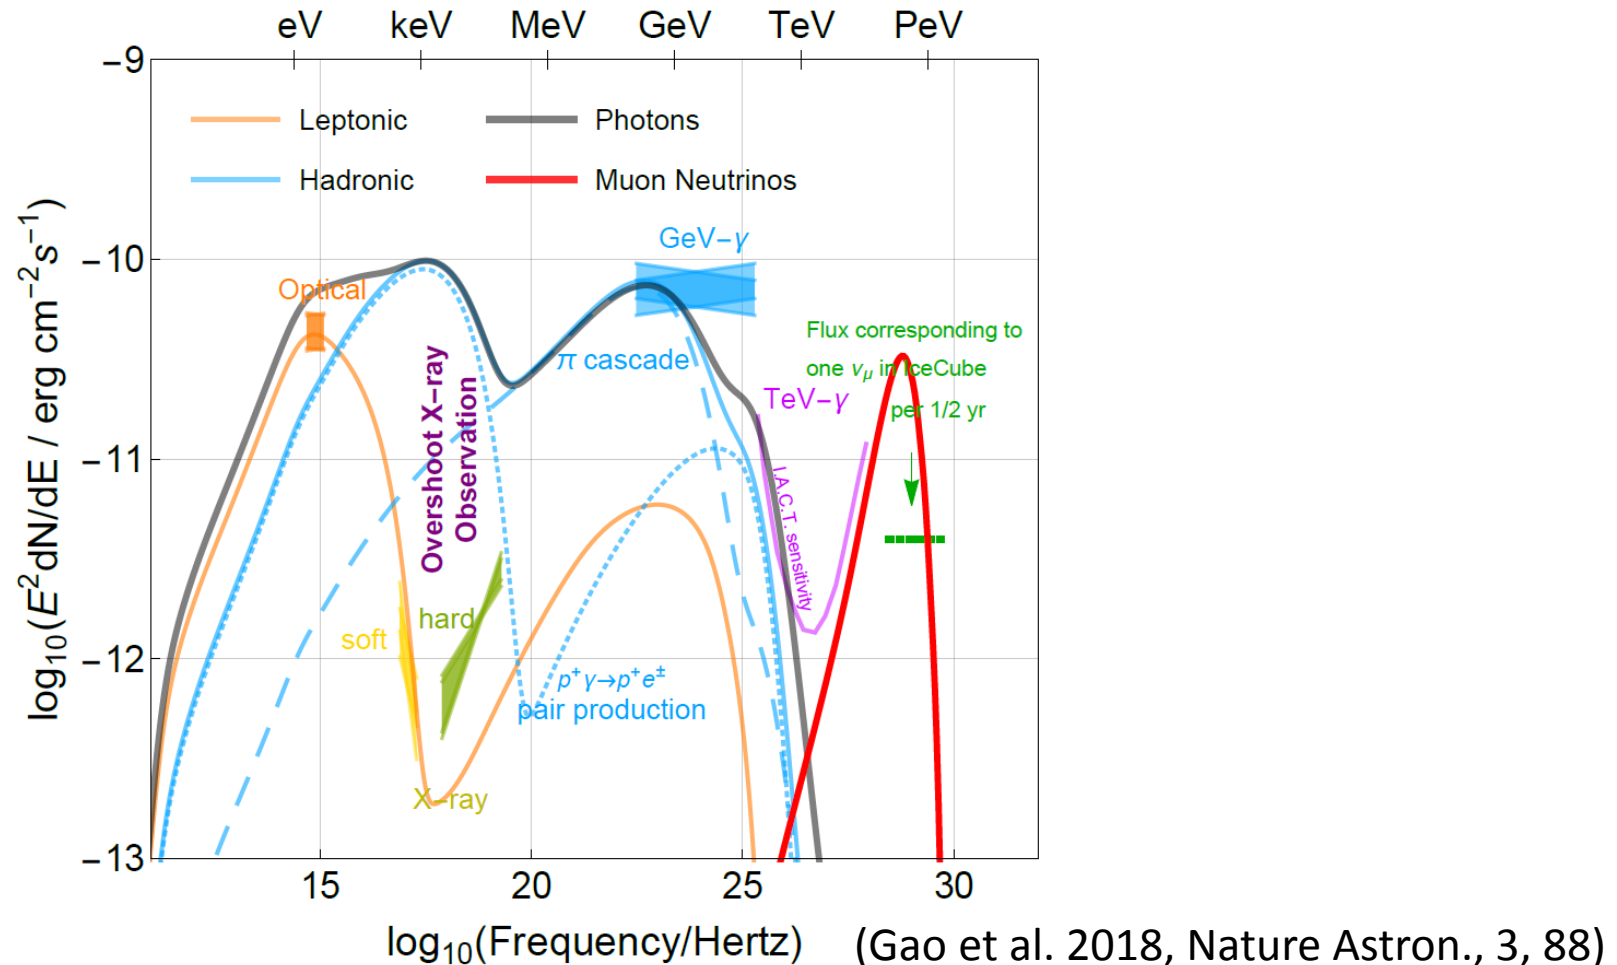 eV keV MeV GeV TeV PeV
−9
−10
−11
−12
−13
log₁₀(E²dN/dE / erg cm⁻²s⁻¹)
Leptonic
Photons
Hadronic
Muon Neutrinos
GeV−γ
Optical
π cascade
Overshoot X−ray
Observation
Flux corresponding to
one νμ in IceCube
per 1/2 yr
TeV−γ
I.A.C.T. sensitivity
soft
hard
p⁺γ→p⁺e±
pair production
X−ray
15 20 25 30
log₁₀(Frequency/Hertz)
(Gao et al. 2018, Nature Astron., 3, 88)